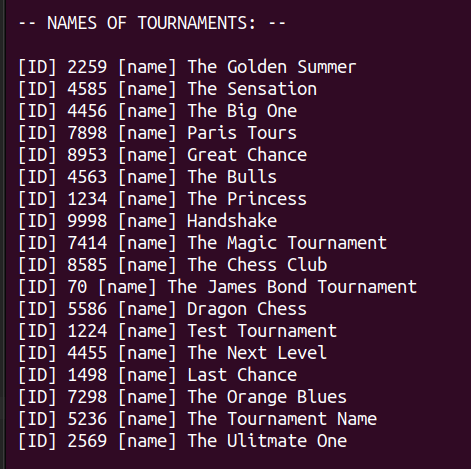 -- NAMES OF TOURNAMENTS: --
[ID] 2259 [name] The Golden Summer
[ID] 4585 [name] The Sensation
[ID] 4456 [name] The Big One
[ID] 7898 [name] Paris Tours
[ID] 8953 [name] Great Chance
[ID] 4563 [name] The Bulls
[ID] 1234 [name] The Princess
[ID] 9998 [name] Handshake
[ID] 7414 [name] The Magic Tournament
[ID] 8585 [name] The Chess Club
[ID] 70 [name] The James Bond Tournament
[ID] 5586 [name] Dragon Chess
[ID] 1224 [name] Test Tournament
[ID] 4455 [name] The Next Level
[ID] 1498 [name] Last Chance
[ID] 7298 [name] The Orange Blues
[ID] 5236 [name] The Tournament Name
[ID] 2569 [name] The Ulitmate One